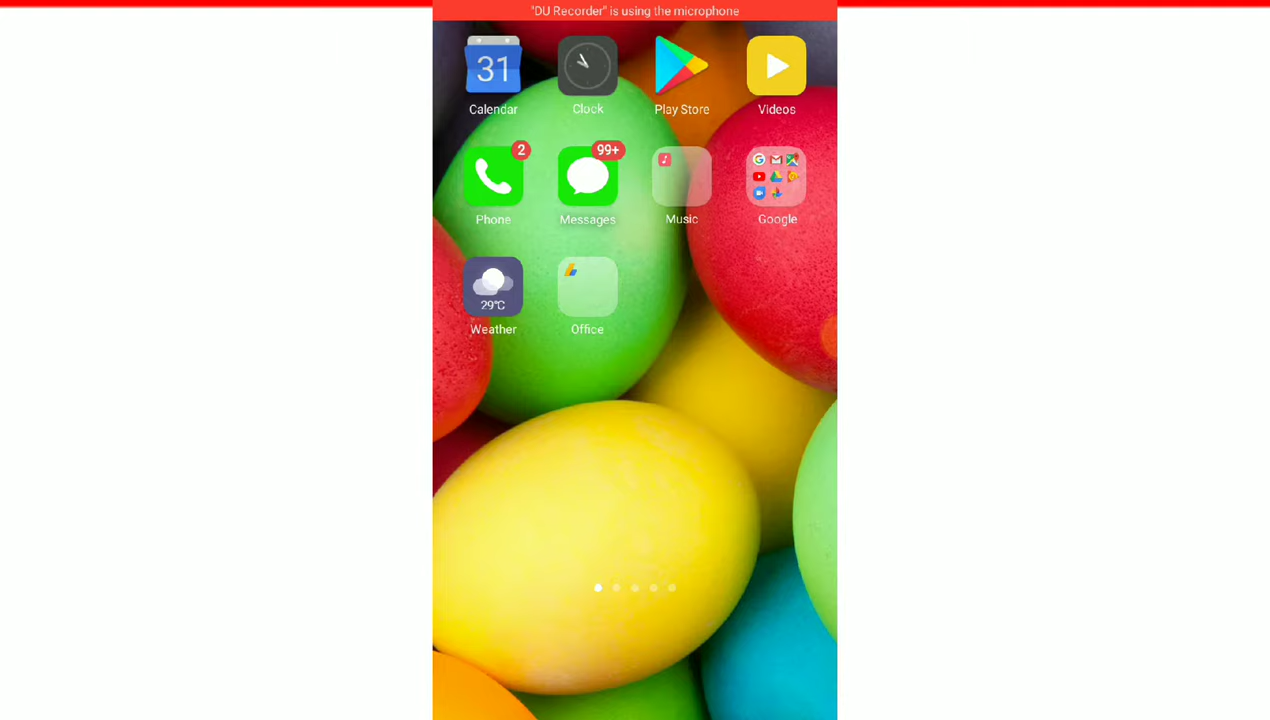 "DU Recorder" is using the microphone
31
Calendar
Clock
Play Store
Videos
2
99+
Phone
Messages
Music
Google
29°C
Weather
Office